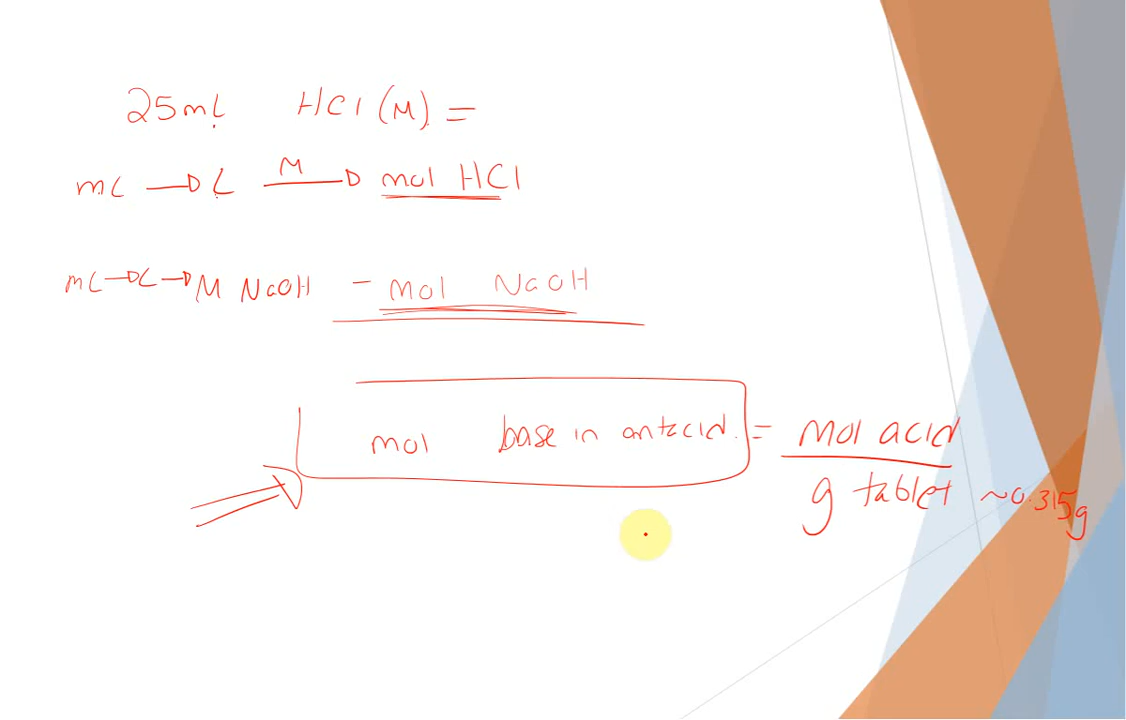 25mL HCl (M) =
mL → L M → mol HCl
mL → L → M NaOH - mol NaOH
mol base in antacid. = mol acid
g tablet ~0.315g